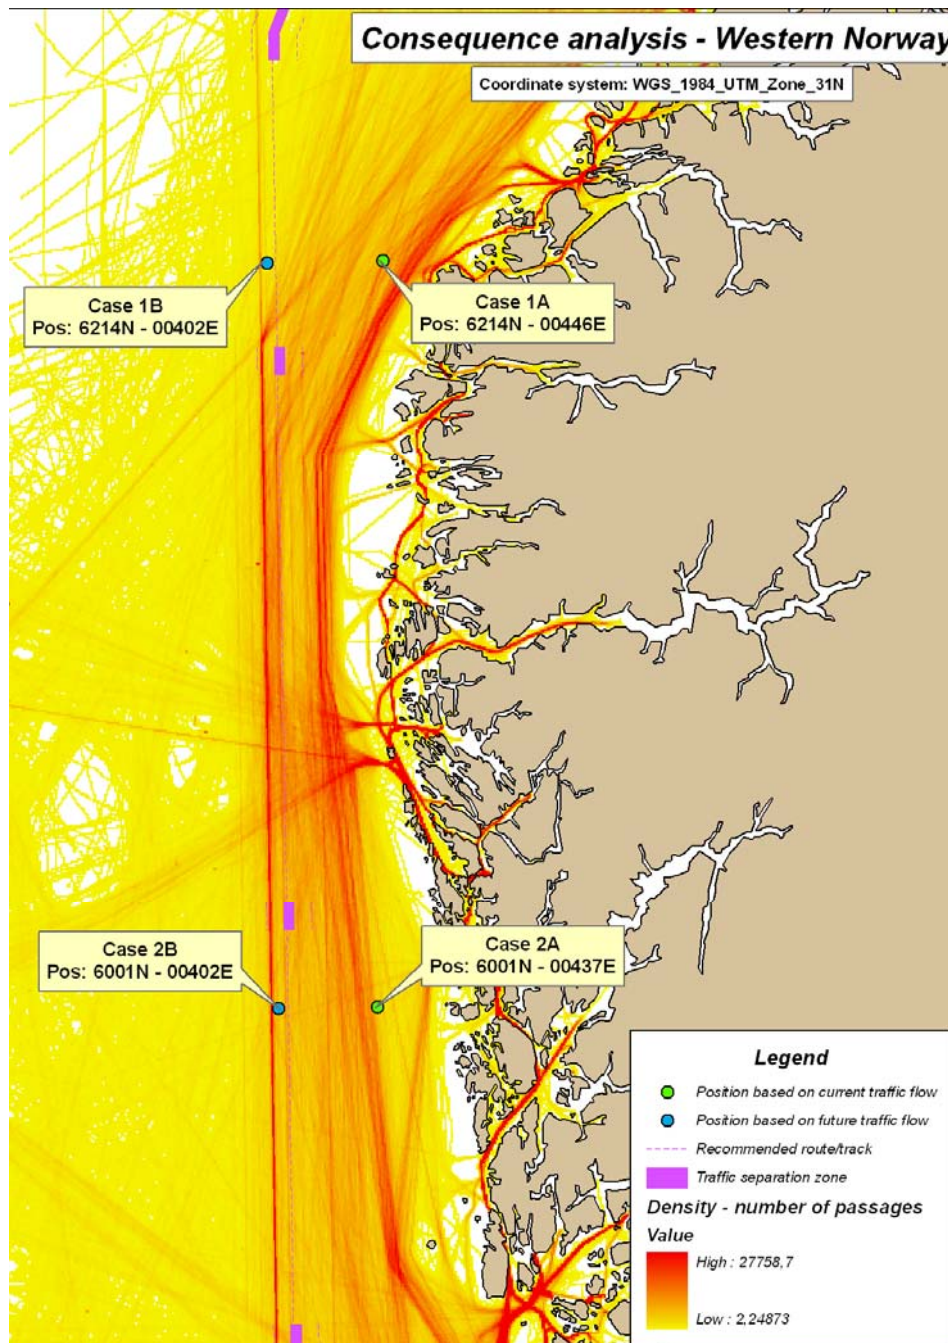 Consequence analysis - Western Norway
Coordinate system: WGS_1984_UTM_Zone_31N
Case 1B
Pos: 6214N - 00402E
Case 1A
Pos: 6214N - 00446E
Case 2B
Pos: 6001N - 00402E
Case 2A
Pos: 6001N - 00437E
Legend
Position based on current traffic flow
Position based on future traffic flow
Recommended route/track
Traffic separation zone
Density - number of passages
Value
High : 27758,7
Low : 2,24873